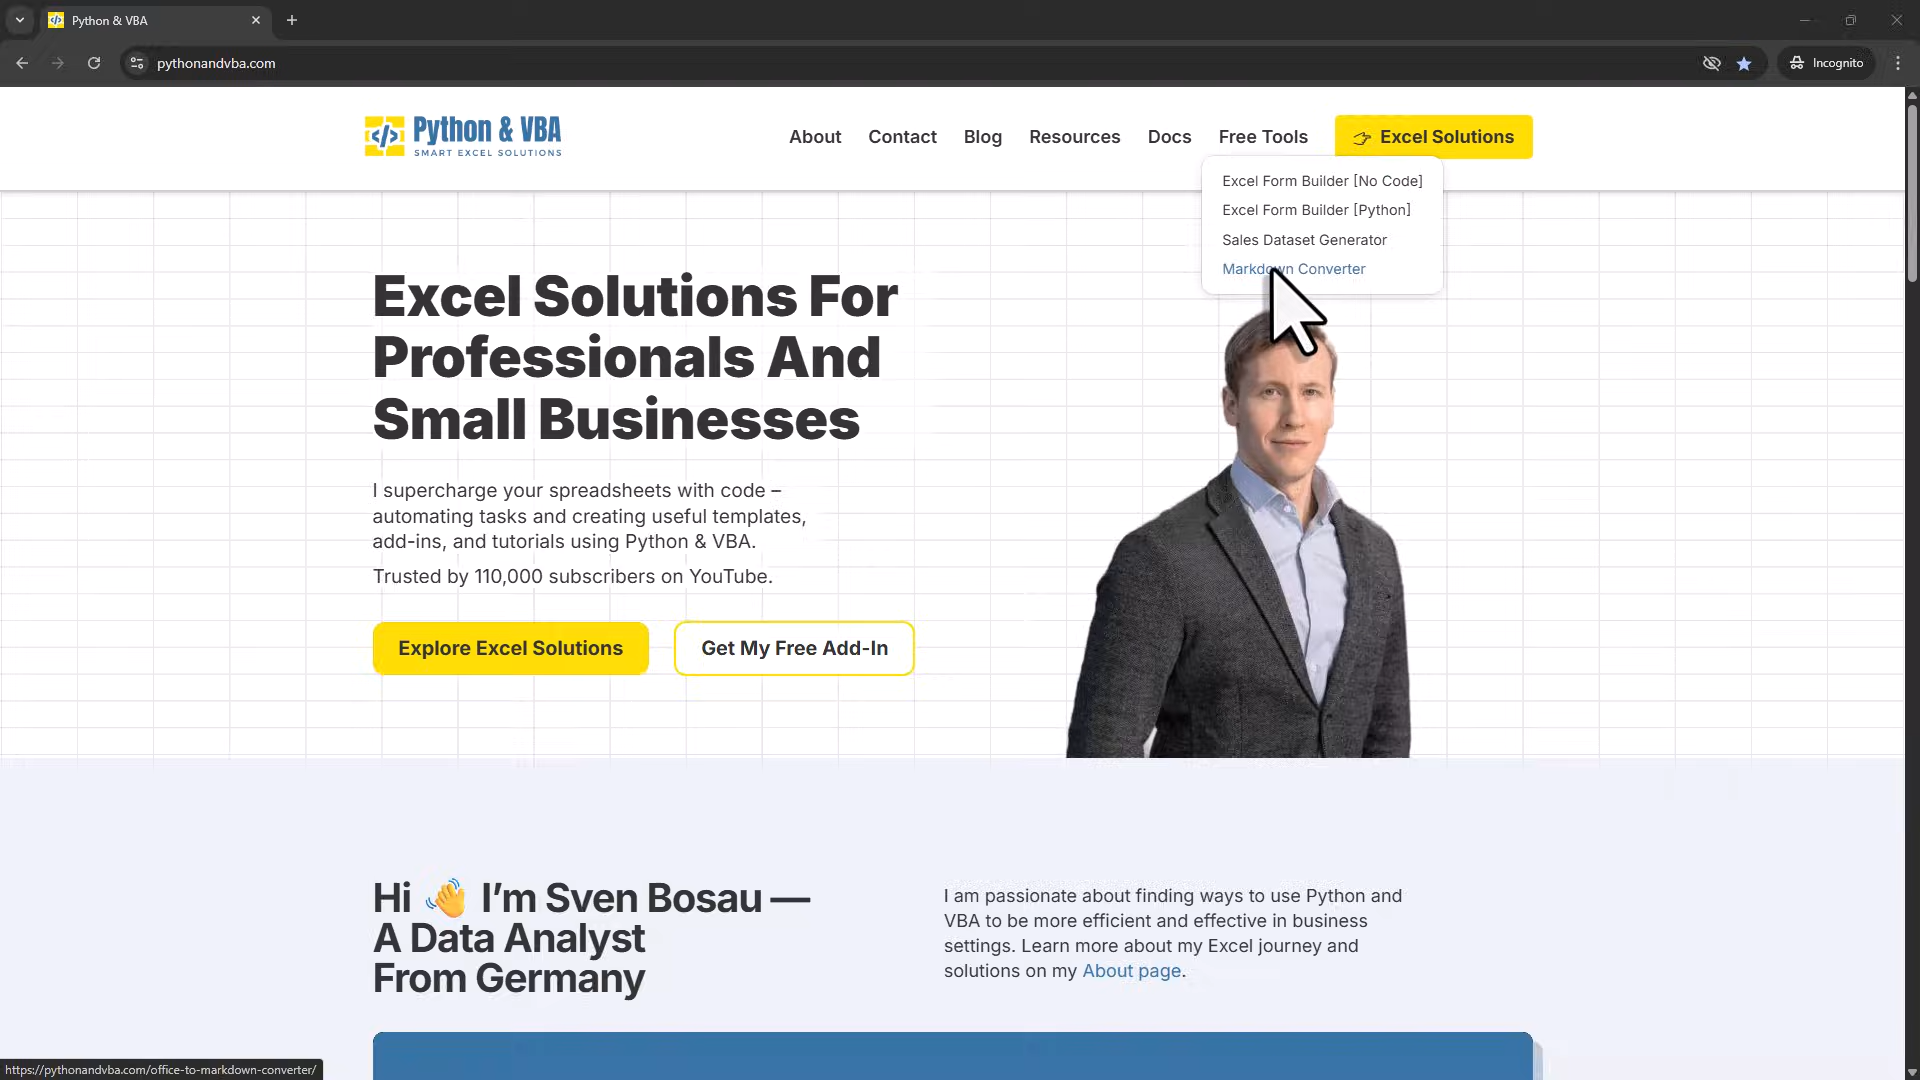 Python & VBA
pythonandvba.com
Incognito
Python & VBA
SMART EXCEL SOLUTIONS
About
Contact
Blog
Resources
Docs
Free Tools
Excel Solutions
Excel Form Builder [No Code]
Excel Form Builder [Python]
Sales Dataset Generator
Markdown Converter
Excel Solutions For
Professionals And
Small Businesses
I supercharge your spreadsheets with code –
automating tasks and creating useful templates,
add-ins, and tutorials using Python & VBA.
Trusted by 110,000 subscribers on YouTube.
Explore Excel Solutions
Get My Free Add-In
Hi 👋 I’m Sven Bosau —
A Data Analyst
From Germany
I am passionate about finding ways to use Python and
VBA to be more efficient and effective in business
settings. Learn more about my Excel journey and
solutions on my About page.
https://pythonandvba.com/office-to-markdown-converter/